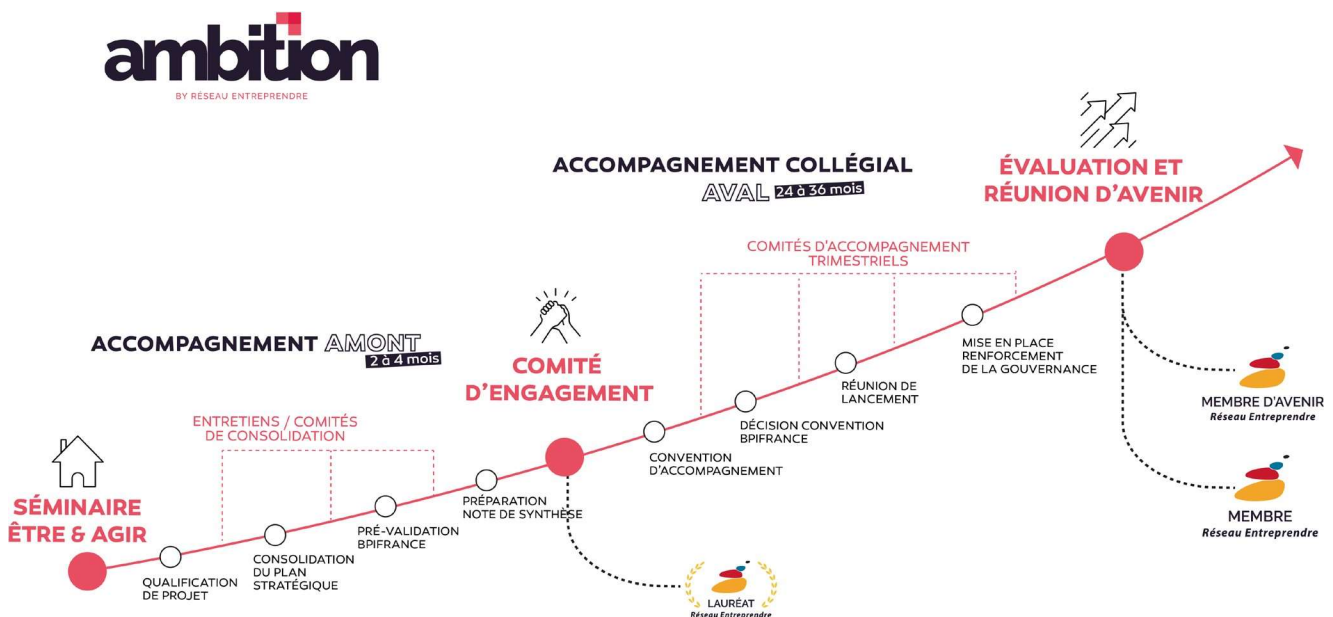 ambition
BY RÉSEAU ENTREPRENDRE
ACCOMPAGNEMENT AMONT
2 à 4 mois
ENTRETIENS / COMITÉS
DE CONSOLIDATION
SÉMINAIRE
ÊTRE & AGIR
QUALIFICATION
DE PROJET
CONSOLIDATION
DU PLAN
STRATÉGIQUE
PRÉ-VALIDATION
BPIFRANCE
PRÉPARATION
NOTE DE SYNTHÈSE
COMITÉ
D'ENGAGEMENT
LAURÉAT
Réseau Entreprendre
ACCOMPAGNEMENT COLLÉGIAL
AVAL 24 à 36 mois
COMITÉS D'ACCOMPAGNEMENT
TRIMESTRIELS
CONVENTION
D'ACCOMPAGNEMENT
DÉCISION CONVENTION
BPIFRANCE
RÉUNION DE
LANCEMENT
MISE EN PLACE
RENFORCEMENT
DE LA GOUVERNANCE
ÉVALUATION ET
RÉUNION D'AVENIR
MEMBRE D'AVENIR
Réseau Entreprendre
MEMBRE
Réseau Entreprendre